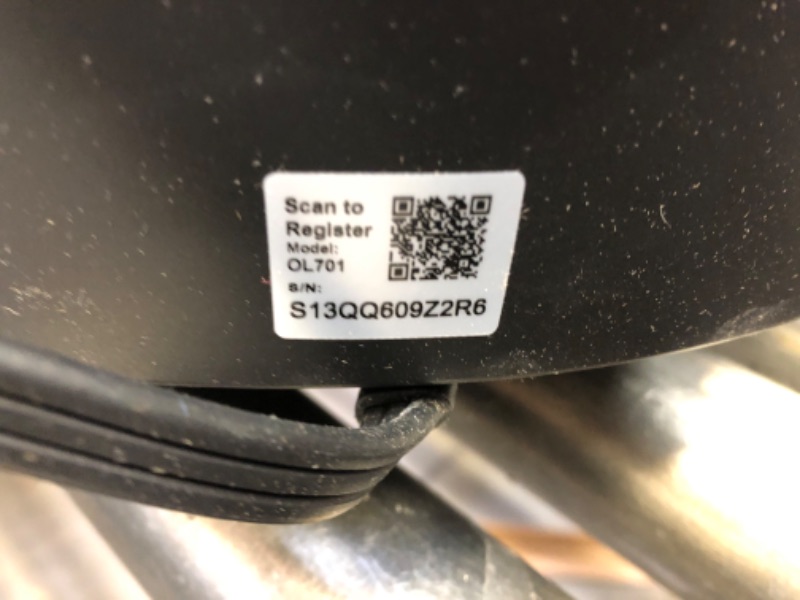 Scan to
Register
Model:
OL701
S/N:
S13QQ609Z2R6